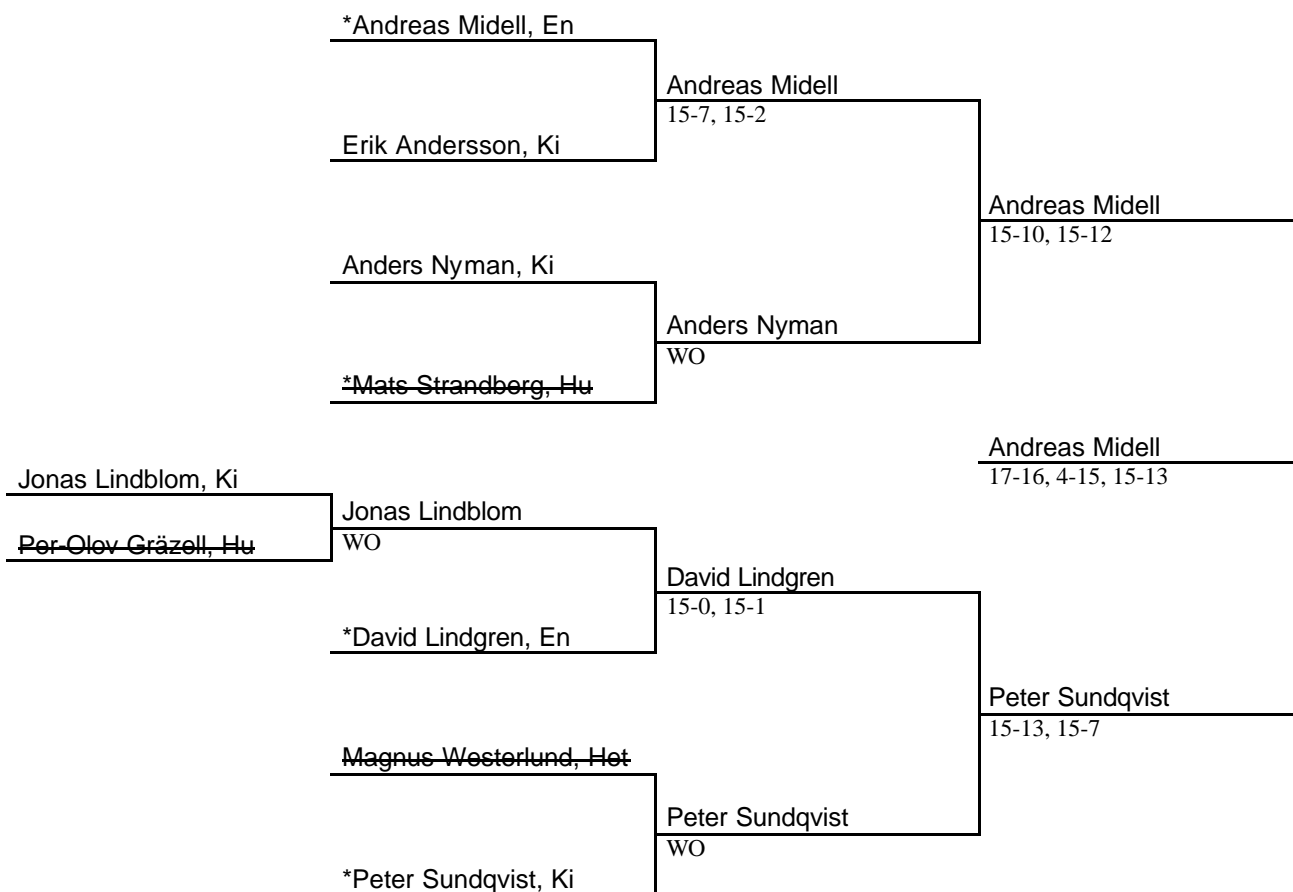 *Andreas Midell, En
Andreas Midell
15-7, 15-2
Erik Andersson, Ki
Andreas Midell
15-10, 15-12
Anders Nyman, Ki
Anders Nyman
WO
*Mats Strandberg, Hu
Andreas Midell
17-16, 4-15, 15-13
Jonas Lindblom, Ki
Jonas Lindblom
WO
Per-Olov Gräzell, Hu
David Lindgren
15-0, 15-1
*David Lindgren, En
Peter Sundqvist
15-13, 15-7
Magnus Westerlund, Het
Peter Sundqvist
WO
*Peter Sundqvist, Ki